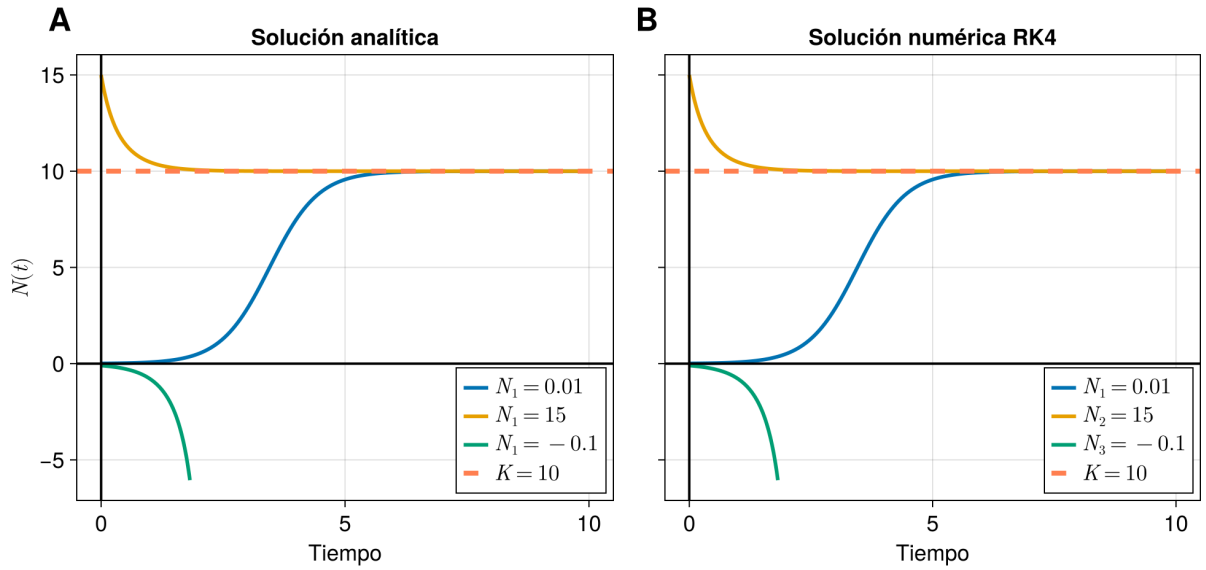 A
Solución analítica
15
10
5
0
−5
N(t)
0
5
10
Tiempo
N₁ = 0.01
N₁ = 15
N₁ = −0.1
K = 10
B
Solución numérica RK4
0
5
10
Tiempo
N₁ = 0.01
N₂ = 15
N₃ = −0.1
K = 10